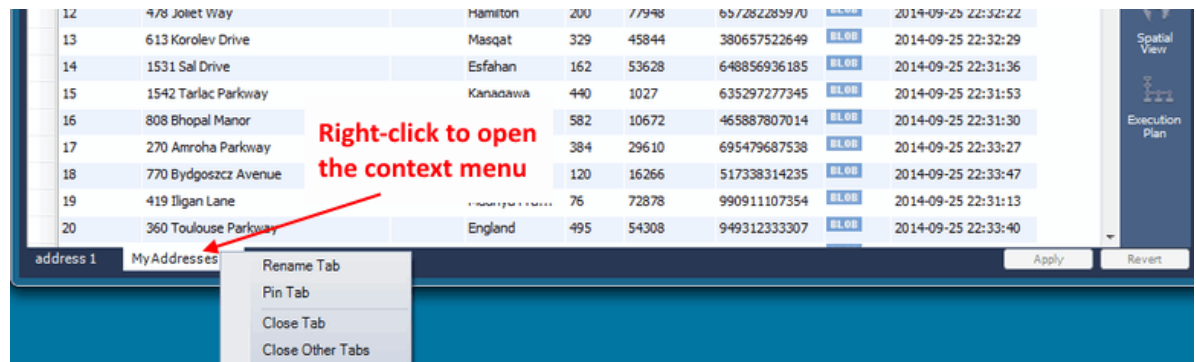 12 478 Joliet Way Hamilton 200 77948 657282285970 BLOB 2014-09-25 22:32:22
13 613 Korolev Drive Masqat 329 45844 380657522649 BLOB 2014-09-25 22:32:29
Spatial
View
14 1531 Sal Drive Esfahan 162 53628 648856936185 BLOB 2014-09-25 22:31:36
15 1542 Tarlac Parkway Kanagawa 440 1027 635297277345 BLOB 2014-09-25 22:31:53
16 808 Bhopal Manor 582 10672 465887807014 BLOB 2014-09-25 22:31:30
Execution
Plan
17 270 Amroha Parkway 384 29610 695479687538 BLOB 2014-09-25 22:33:27
18 770 Bydgoszcz Avenue 120 16266 517338314235 BLOB 2014-09-25 22:33:47
19 419 Iligan Lane 76 72878 990911107354 BLOB 2014-09-25 22:31:13
20 360 Toulouse Parkway England 495 54308 949312333307 BLOB 2014-09-25 22:33:40
Right-click to open
the context menu
address 1 MyAddresses Apply Revert
Rename Tab
Pin Tab
Close Tab
Close Other Tabs